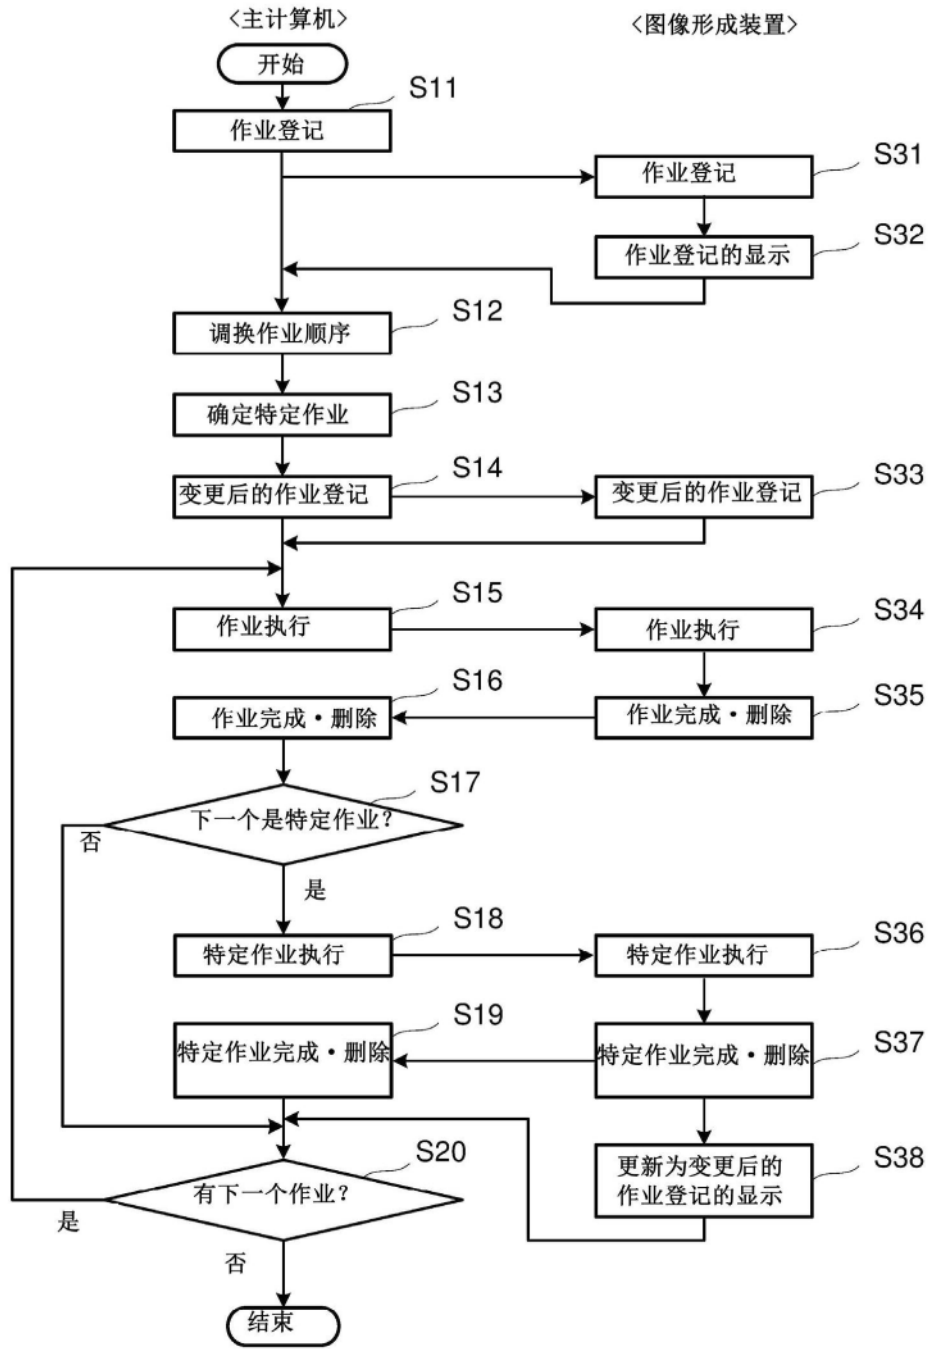 <主计算机>
<图像形成装置>
开始
S11
作业登记
S31
作业登记
S32
作业登记的显示
S12
调换作业顺序
S13
确定特定作业
S14
变更后的作业登记
S33
变更后的作业登记
S15
作业执行
S34
作业执行
S16
作业完成·删除
S35
作业完成·删除
S17
下一个是特定作业?
否
是
S18
特定作业执行
S36
特定作业执行
S19
特定作业完成·删除
S37
特定作业完成·删除
S20
有下一个作业?
S38
更新为变更后的
作业登记的显示
是
否
结束